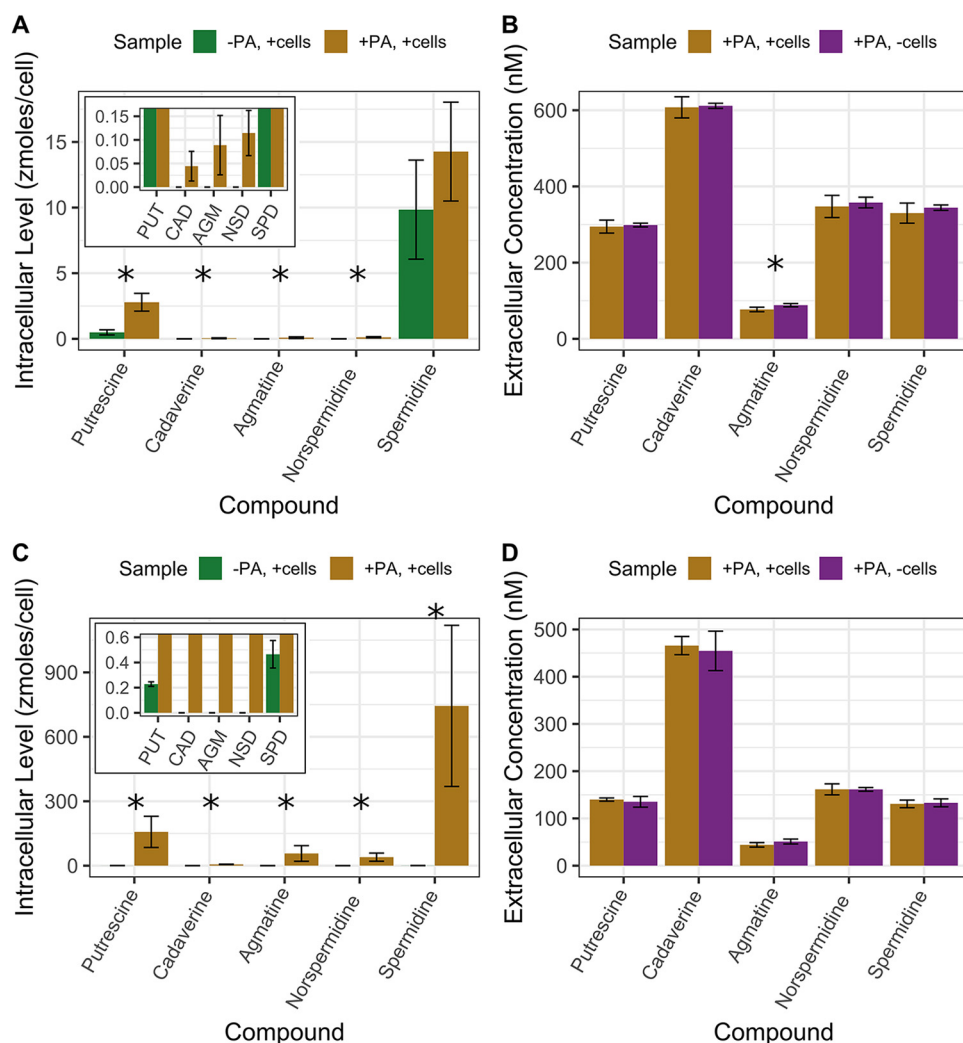 A
Sample -PA, +cells +PA, +cells
Intracellular Level (zmoles/cell)
15
10
5
0
0.15
0.10
0.05
0.00
PUT CAD AGM NSD SPD
* * * *
Putrescine Cadaverine Agmatine Norspermidine Spermidine
Compound
B
Sample +PA, +cells +PA, -cells
Extracellular Concentration (nM)
600
400
200
0
*
Putrescine Cadaverine Agmatine Norspermidine Spermidine
Compound
C
Sample -PA, +cells +PA, +cells
Intracellular Level (zmoles/cell)
900
600
300
0
0.6
0.4
0.2
0.0
PUT CAD AGM NSD SPD
* * * * *
Putrescine Cadaverine Agmatine Norspermidine Spermidine
Compound
D
Sample +PA, +cells +PA, -cells
Extracellular Concentration (nM)
500
400
300
200
100
0
Putrescine Cadaverine Agmatine Norspermidine Spermidine
Compound